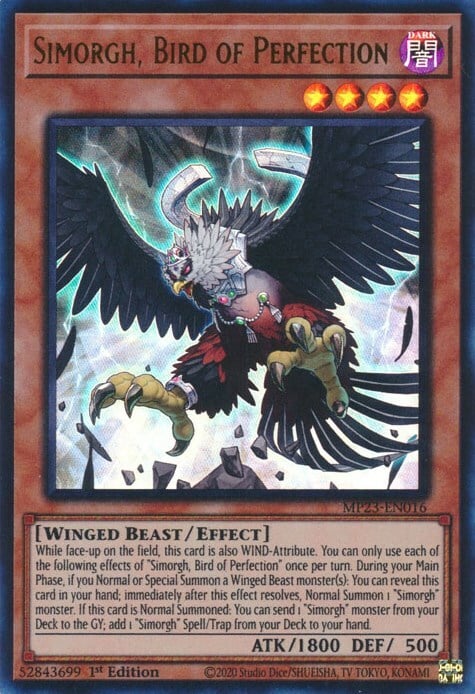 SIMORGH, BIRD OF PERFECTION
DARK
闇
MP23-EN016
[WINGED BEAST/EFFECT]
While face-up on the field, this card is also WIND-Attribute. You can only use each
of the following effects of "Simorgh, Bird of Perfection" once per turn. During your Main
Phase, if you Normal or Special Summon a Winged Beast monster(s): You can reveal
this card in your hand; immediately after this effect resolves, Normal Summon 1 "Simorgh"
monster. If this card is Normal Summoned: You can send 1 "Simorgh" monster from your
Deck to the GY; add 1 "Simorgh" Spell/Trap from your Deck to your hand.
ATK/1800 DEF/ 500
52843699 1st Edition ©2020 Studio Dice/SHUEISHA, TV TOKYO, KONAMI